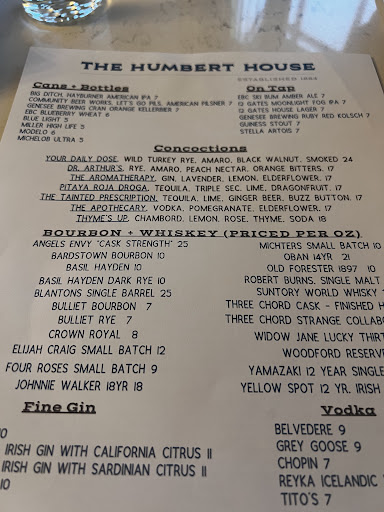 THE HUMBERT HOUSE
ESTABLISHED
Cans + Bottles
BIG DITCH, HAYBURNER AMERICAN IPA 7
COMMUNITY BEER WORKS, LET'S GO PILS, AMERICAN PILSNER 7
GENESEE BREWING CRAN ORANGE KELLERBIER 7
EBC BLUEBERRY WHEAT 6
BLUE LIGHT 5
MILLER HIGH LIFE 5
MODELO 6
MICHELOB ULTRA 5
On Tap
EBC SKI BUM AMBER ALE 7
12 GATES MOONLIGHT FOG IPA 7
12 GATES HOUSE LAGER 7
GENESEE BREWING RUBY RED KOLSCH 7
GUINESS STOUT 7
STELLA ARTOIS 7
Concoctions
YOUR DAILY DOSE, WILD TURKEY RYE, AMARO, BLACK WALNUT, SMOKED 24
DR. ARTHUR'S, RYE, AMARO, PEACH NECTAR, ORANGE BITTERS, 17
THE AROMATHERAPY, GIN, LAVENDER, LEMON, ELDERFLOWER, 17
PITAYA ROJA DROGA, TEQUILA, TRIPLE SEC, LIME, DRAGONFRUIT, 17
THE TAINTED PRESCRIPTION, TEQUILA, LIME, GINGER BEER, BUZZ BUTTON, 17
THE APOTHECARY, VODKA, POMEGRANATE, ELDERFLOWER, 17
THYME'S UP, CHAMBORD, LEMON, ROSE, THYME, SODA 18
BOURBON + WHISKEY (PRICED PER OZ)
ANGELS ENVY "CASK STRENGTH" 25
BARDSTOWN BOURBON 10
BASIL HAYDEN 10
BASIL HAYDEN DARK RYE 10
BLANTONS SINGLE BARREL 25
BULLIET BOURBON 7
BULLIET RYE 7
CROWN ROYAL 8
ELIJAH CRAIG SMALL BATCH 12
FOUR ROSES SMALL BATCH 9
JOHNNIE WALKER 18YR 18
MICHTERS SMALL BATCH 10
OBAN 14YR 21
OLD FORESTER 1897 10
ROBERT BURNS, SINGLE MALT
SUNTORY WORLD WHISKY
THREE CHORD CASK - FINISHED
THREE CHORD STRANGE COLLAB
WIDOW JANE LUCKY THIRT
WOODFORD RESERVE
YAMAZAKI 12 YEAR SINGLE
YELLOW SPOT 12 YR. IRISH
Fine Gin
10
IRISH GIN WITH CALIFORNIA CITRUS 11
IRISH GIN WITH SARDINIAN CITRUS 11
10
Vodka
BELVEDERE 9
GREY GOOSE 9
CHOPIN 7
REYKA ICELANDIC
TITO'S 7